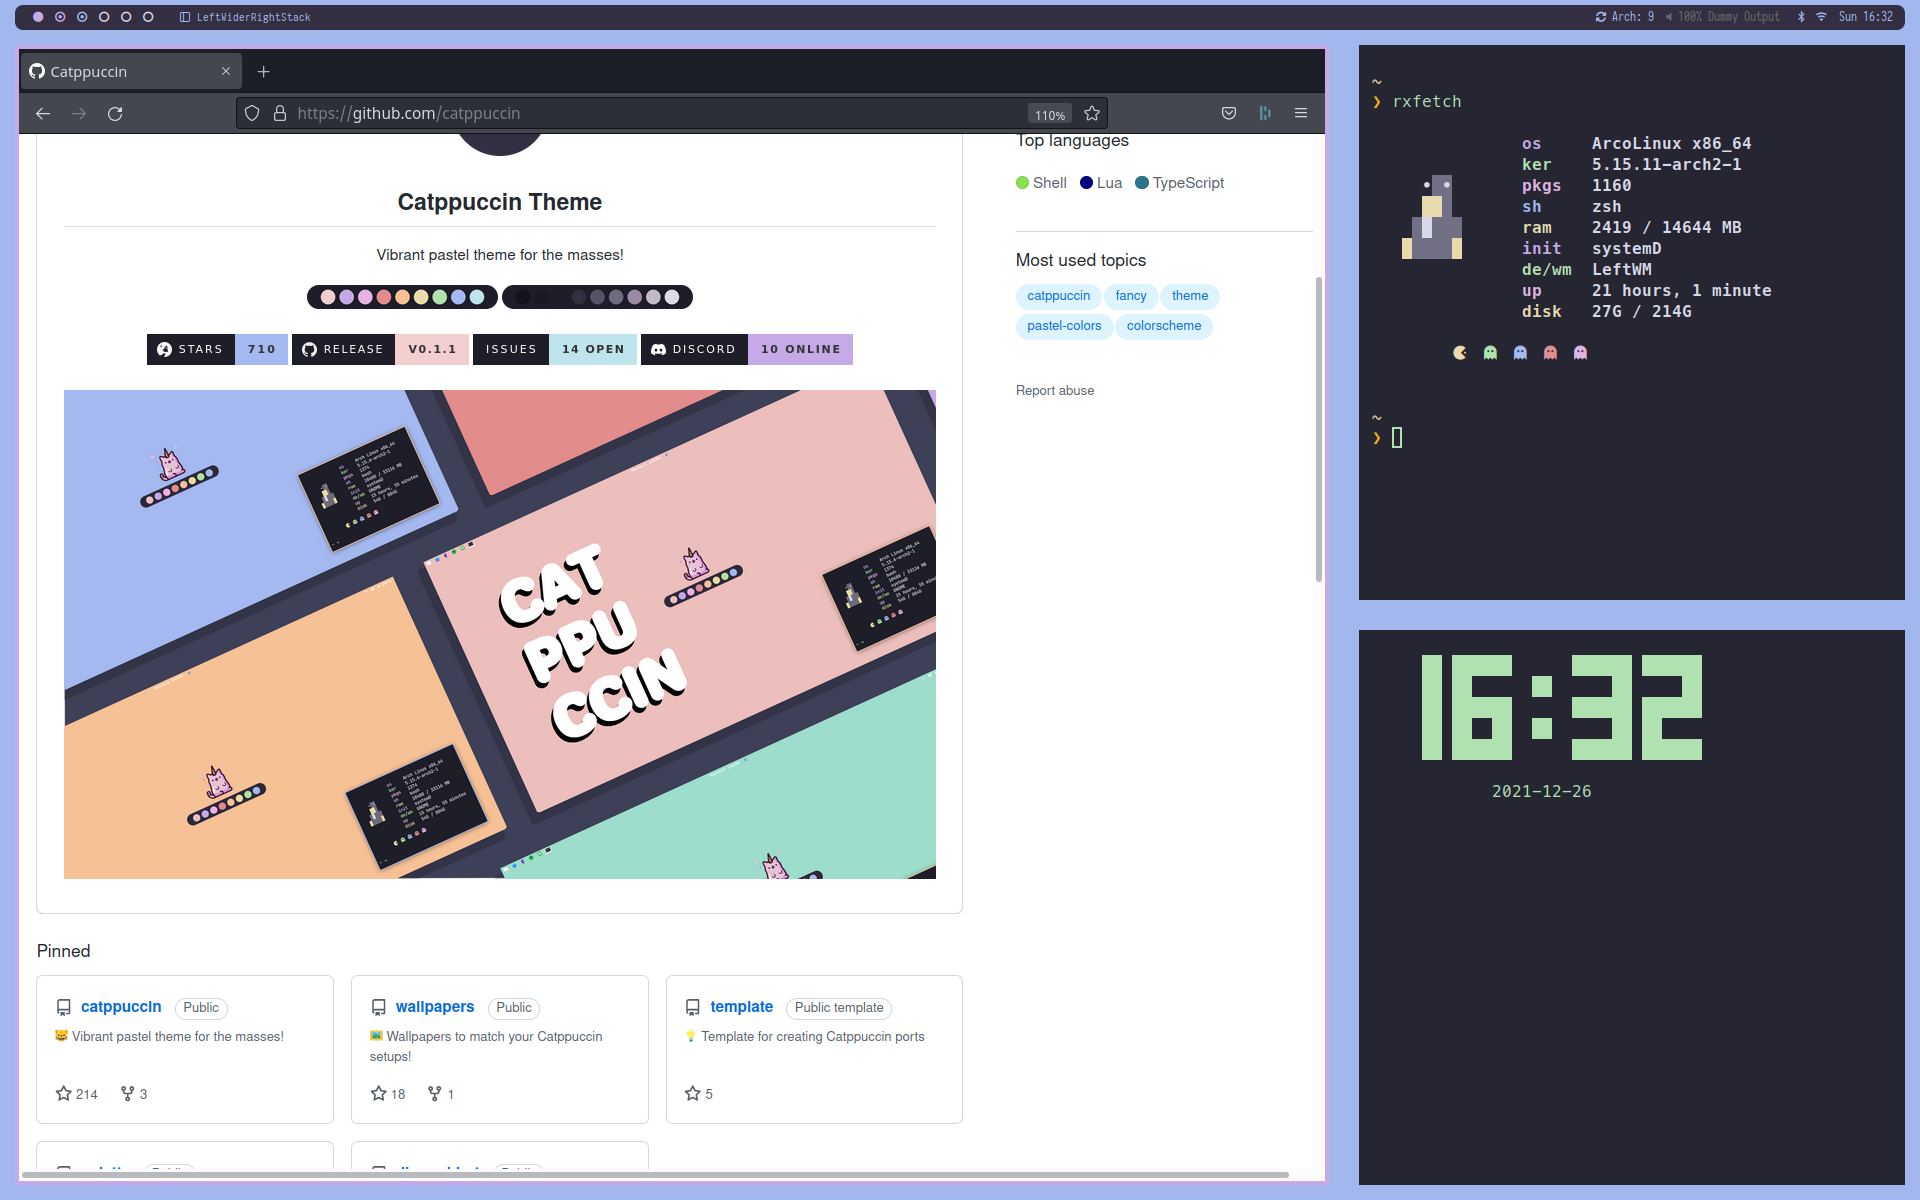 LeftWiderRightStack
Arch: 9 100% Dummy Output Sun 16:32
Catppuccin
https://github.com/catppuccin 110%
Catppuccin Theme
Vibrant pastel theme for the masses!
STARS 710 RELEASE V0.1.1 ISSUES 14 OPEN DISCORD 10 ONLINE
CAT
PPU
CCIN
Pinned
catppuccin Public
Vibrant pastel theme for the masses!
214 3
wallpapers Public
Wallpapers to match your Catppuccin
setups!
18 1
template Public template
Template for creating Catppuccin ports
5
Top languages
Shell Lua TypeScript
Most used topics
catppuccin fancy theme
pastel-colors colorscheme
Report abuse
~
❯ rxfetch
os ArcoLinux x86_64
ker 5.15.11-arch2-1
pkgs 1160
sh zsh
ram 2419 / 14644 MB
init systemD
de/wm LeftWM
up 21 hours, 1 minute
disk 27G / 214G
~
❯
16:32
2021-12-26